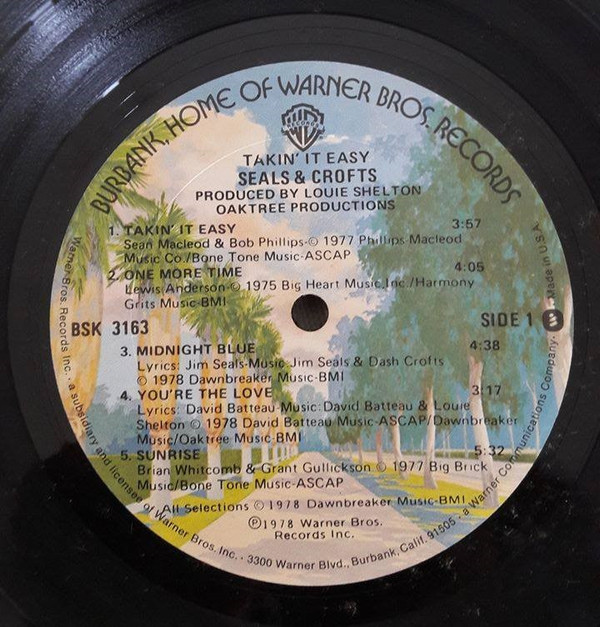 BURBANK, HOME OF WARNER BROS. RECORDS
WB
RECORDS
TAKIN' IT EASY
SEALS & CROFTS
PRODUCED BY LOUIE SHELTON
OAKTREE PRODUCTIONS
1. TAKIN' IT EASY 3:57
Sean Macleod & Bob Phillips-© 1977 Phillips-Macleod
Music Co./Bone Tone Music-ASCAP
2. ONE MORE TIME 4:05
Lewis Anderson-© 1975 Big Heart Music,Inc./Harmony
Grits Music-BMI
BSK 3163
SIDE 1
3. MIDNIGHT BLUE 4:38
Lyrics: Jim Seals-Music: Jim Seals & Dash Crofts
© 1978 Dawnbreaker Music-BMI
4. YOU'RE THE LOVE 3:17
Lyrics: David Batteau-Music: David Batteau & Louie
Shelton © 1978 David Batteau Music-ASCAP/Dawnbreaker
Music/Oaktree Music-BMI
5. SUNRISE 5:32
Brian Whitcomb & Grant Gullickson © 1977 Big Brick
Music/Bone Tone Music-ASCAP
All Selections © 1978 Dawnbreaker Music-BMI
℗1978 Warner Bros.
Records Inc.
Warner Bros. Records Inc. · a subsidiary and licensee of Warner Bros. Inc. · 3300 Warner Blvd., Burbank, Calif. 91505 · a Warner Communications Company · Made in U.S.A.